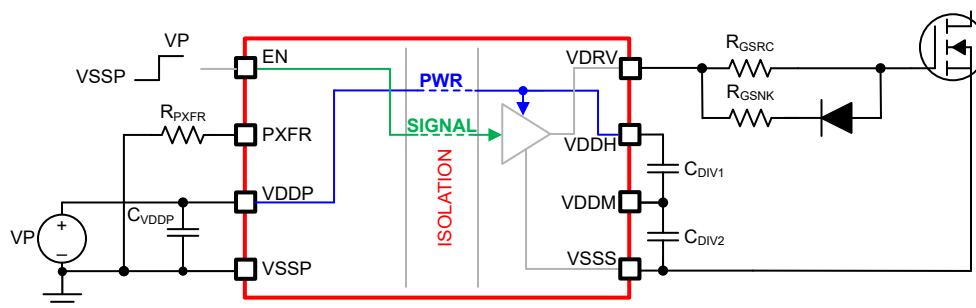 VP
VSSP
EN
VDRV
R_GSRC
PWR
R_GSNK
R_PXFR
SIGNAL
PXFR
VDDH
ISOLATION
C_DIV1
VDDP
VDDM
C_VDDP
VP
+
–
C_DIV2
VSSP
VSSS